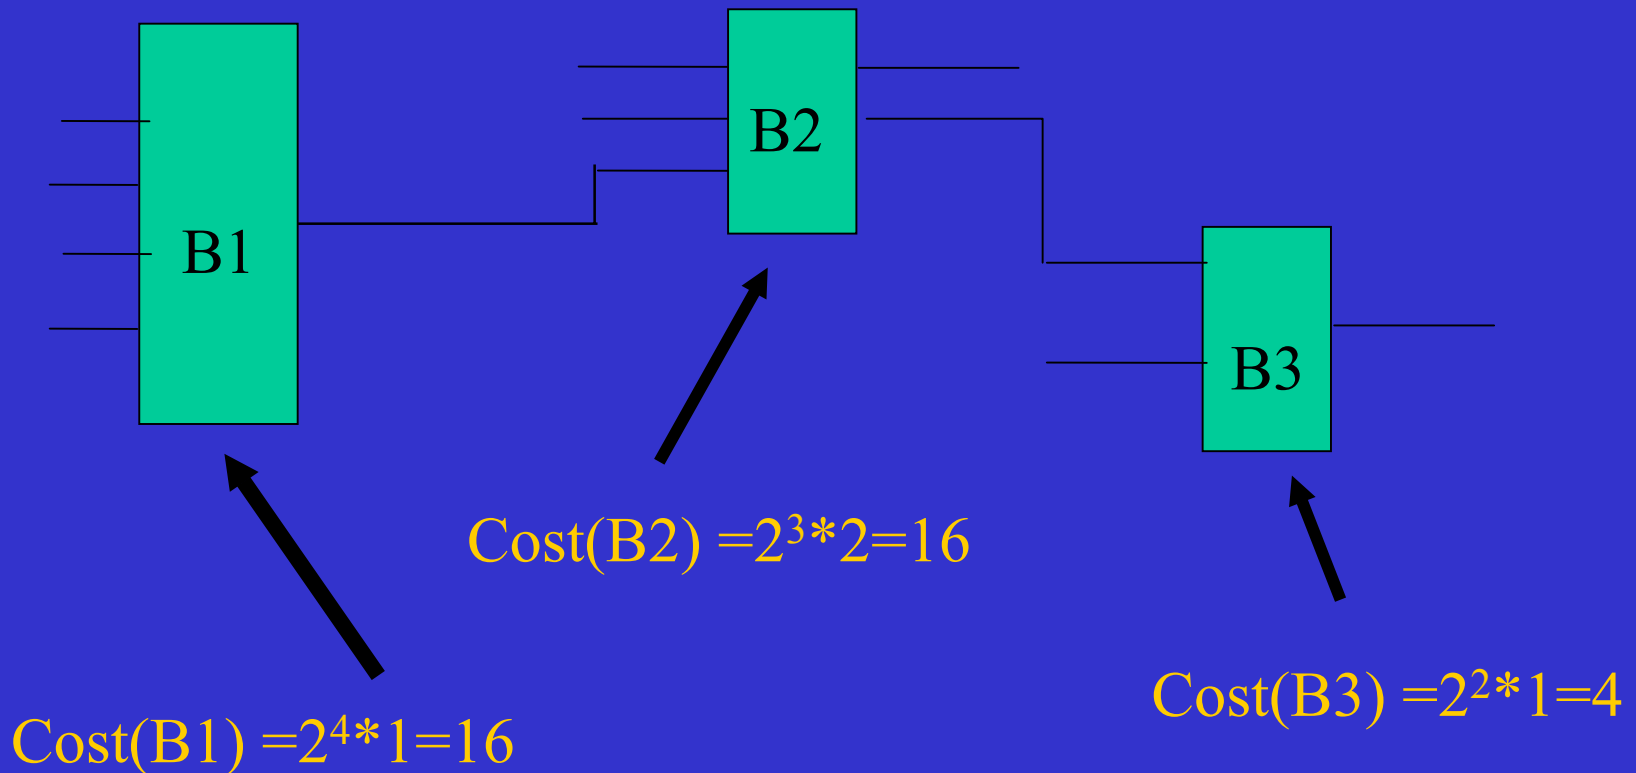 B1
B2
B3
Cost(B2) =2³*2=16
Cost(B3) =2²*1=4
Cost(B1) =2⁴*1=16